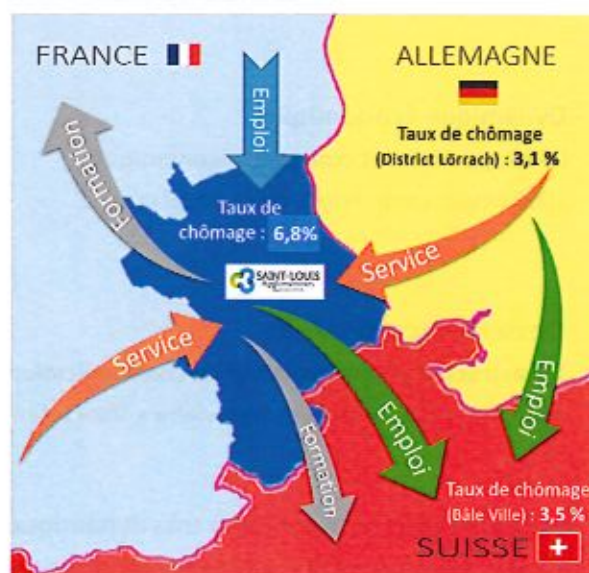 FRANCE
ALLEMAGNE
Emploi
Formation
Taux de chômage
(District Lörrach) : 3,1 %
Taux de
chômage : 6,8%
SAINT-LOUIS
Agglomération
Service
Service
Emploi
Emploi
Formation
Taux de chômage
(Bâle Ville) : 3,5 %
SUISSE